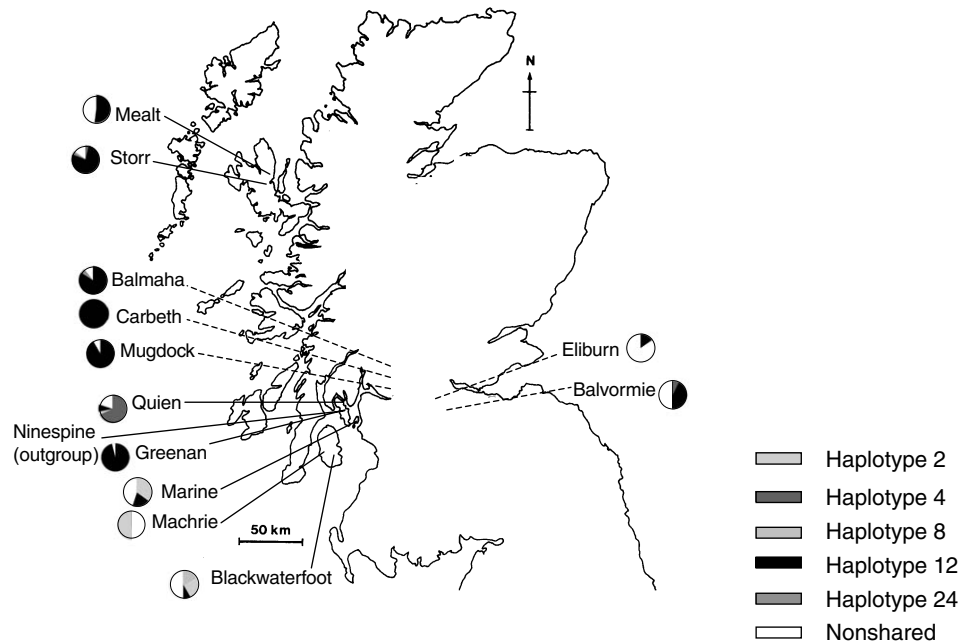 N
Mealt
Storr
Balmaha
Carbeth
Mugdock
Eliburn
Balvormie
Quien
Ninespine
(outgroup)
Greenan
Marine
Machrie
50 km
Blackwaterfoot
Haplotype 2
Haplotype 4
Haplotype 8
Haplotype 12
Haplotype 24
Nonshared